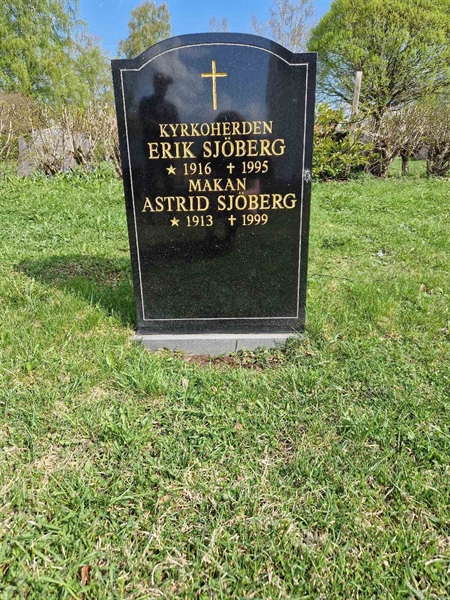 KYRKOHERDEN
ERIK SJÖBERG
★ 1916 ✝ 1995
MAKAN
ASTRID SJÖBERG
★ 1913 ✝ 1999